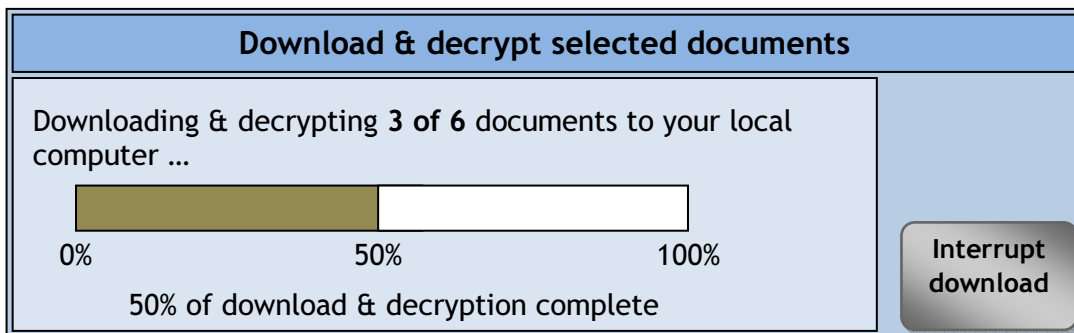 Download & decrypt selected documents
Downloading & decrypting 3 of 6 documents to your local
computer …
0% 50% 100%
50% of download & decryption complete
Interrupt
download